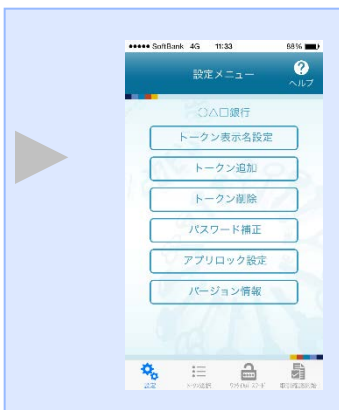 SoftBank 4G 11:33 88%
設定メニュー
?
ヘルプ
○△□銀行
トークン表示名設定
トークン追加
トークン削除
パスワード補正
アプリロック設定
バージョン情報
設定